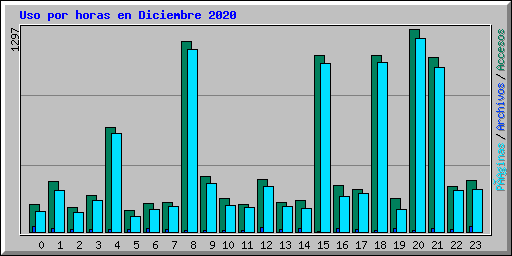 Uso por horas en Diciembre 2020
1297
Páginas / Archivos / Accesos
0 1 2 3 4 5 6 7 8 9 10 11 12 13 14 15 16 17 18 19 20 21 22 23